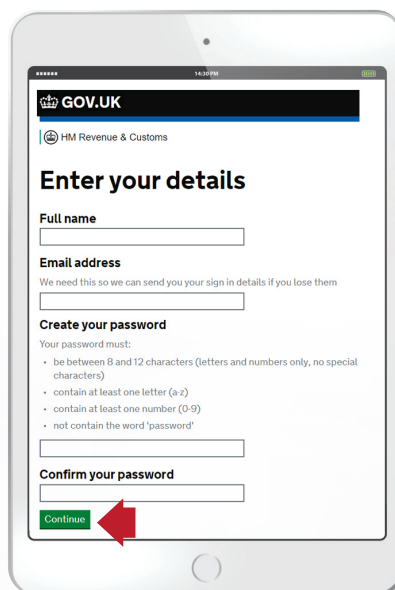 14:30 PM
GOV.UK
HM Revenue & Customs
Enter your details
Full name
Email address
We need this so we can send you your sign in details if you lose them
Create your password
Your password must:
• be between 8 and 12 characters (letters and numbers only, no special
characters)
• contain at least one letter (a-z)
• contain at least one number (0-9)
• not contain the word 'password'
Confirm your password
Continue